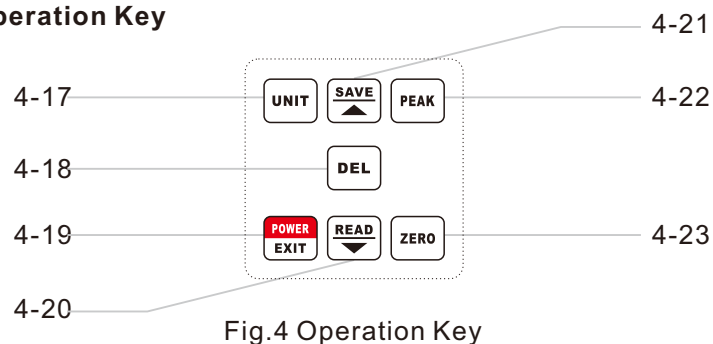 peration Key
4-21
4-17
UNIT
SAVE
PEAK
4-22
4-18
DEL
4-19
POWER
EXIT
READ
ZERO
4-23
4-20
Fig.4 Operation Key